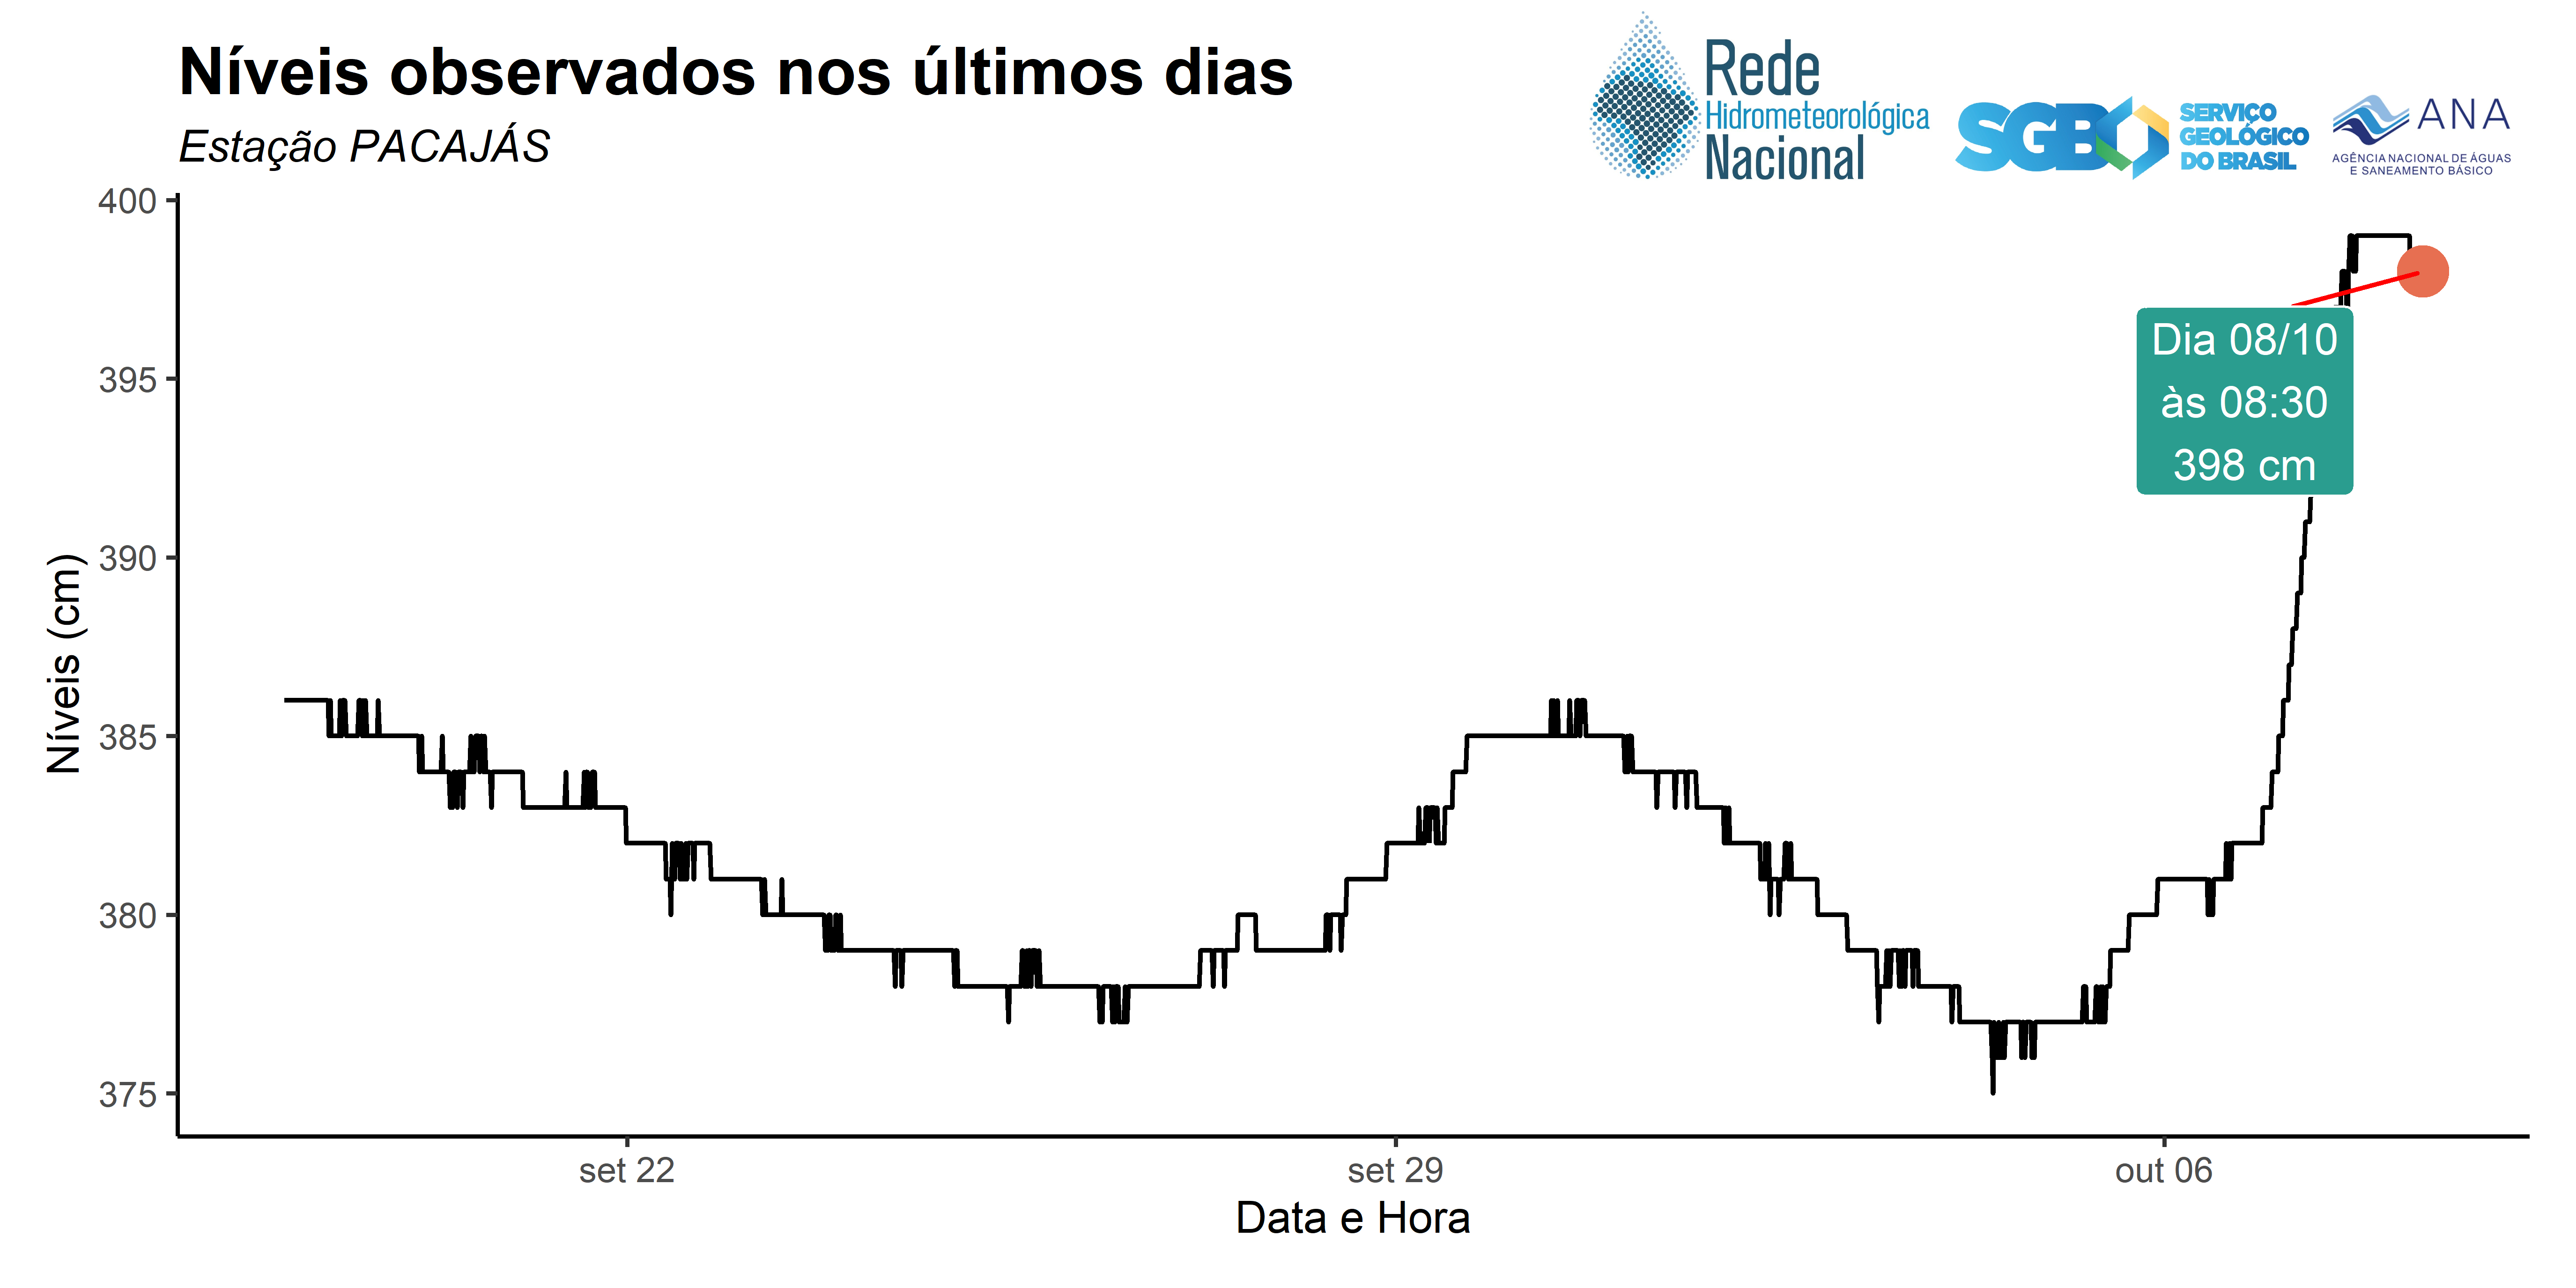 Níveis observados nos últimos dias
Estação PACAJÁS
Rede
Hidrometeorológica
Nacional
SGB
SERVIÇO
GEOLÓGICO
DO BRASIL
ANA
AGÊNCIA NACIONAL DE ÁGUAS
E SANEAMENTO BÁSICO
400
395
390
385
380
375
Níveis (cm)
Dia 08/10
às 08:30
398 cm
set 22
set 29
out 06
Data e Hora